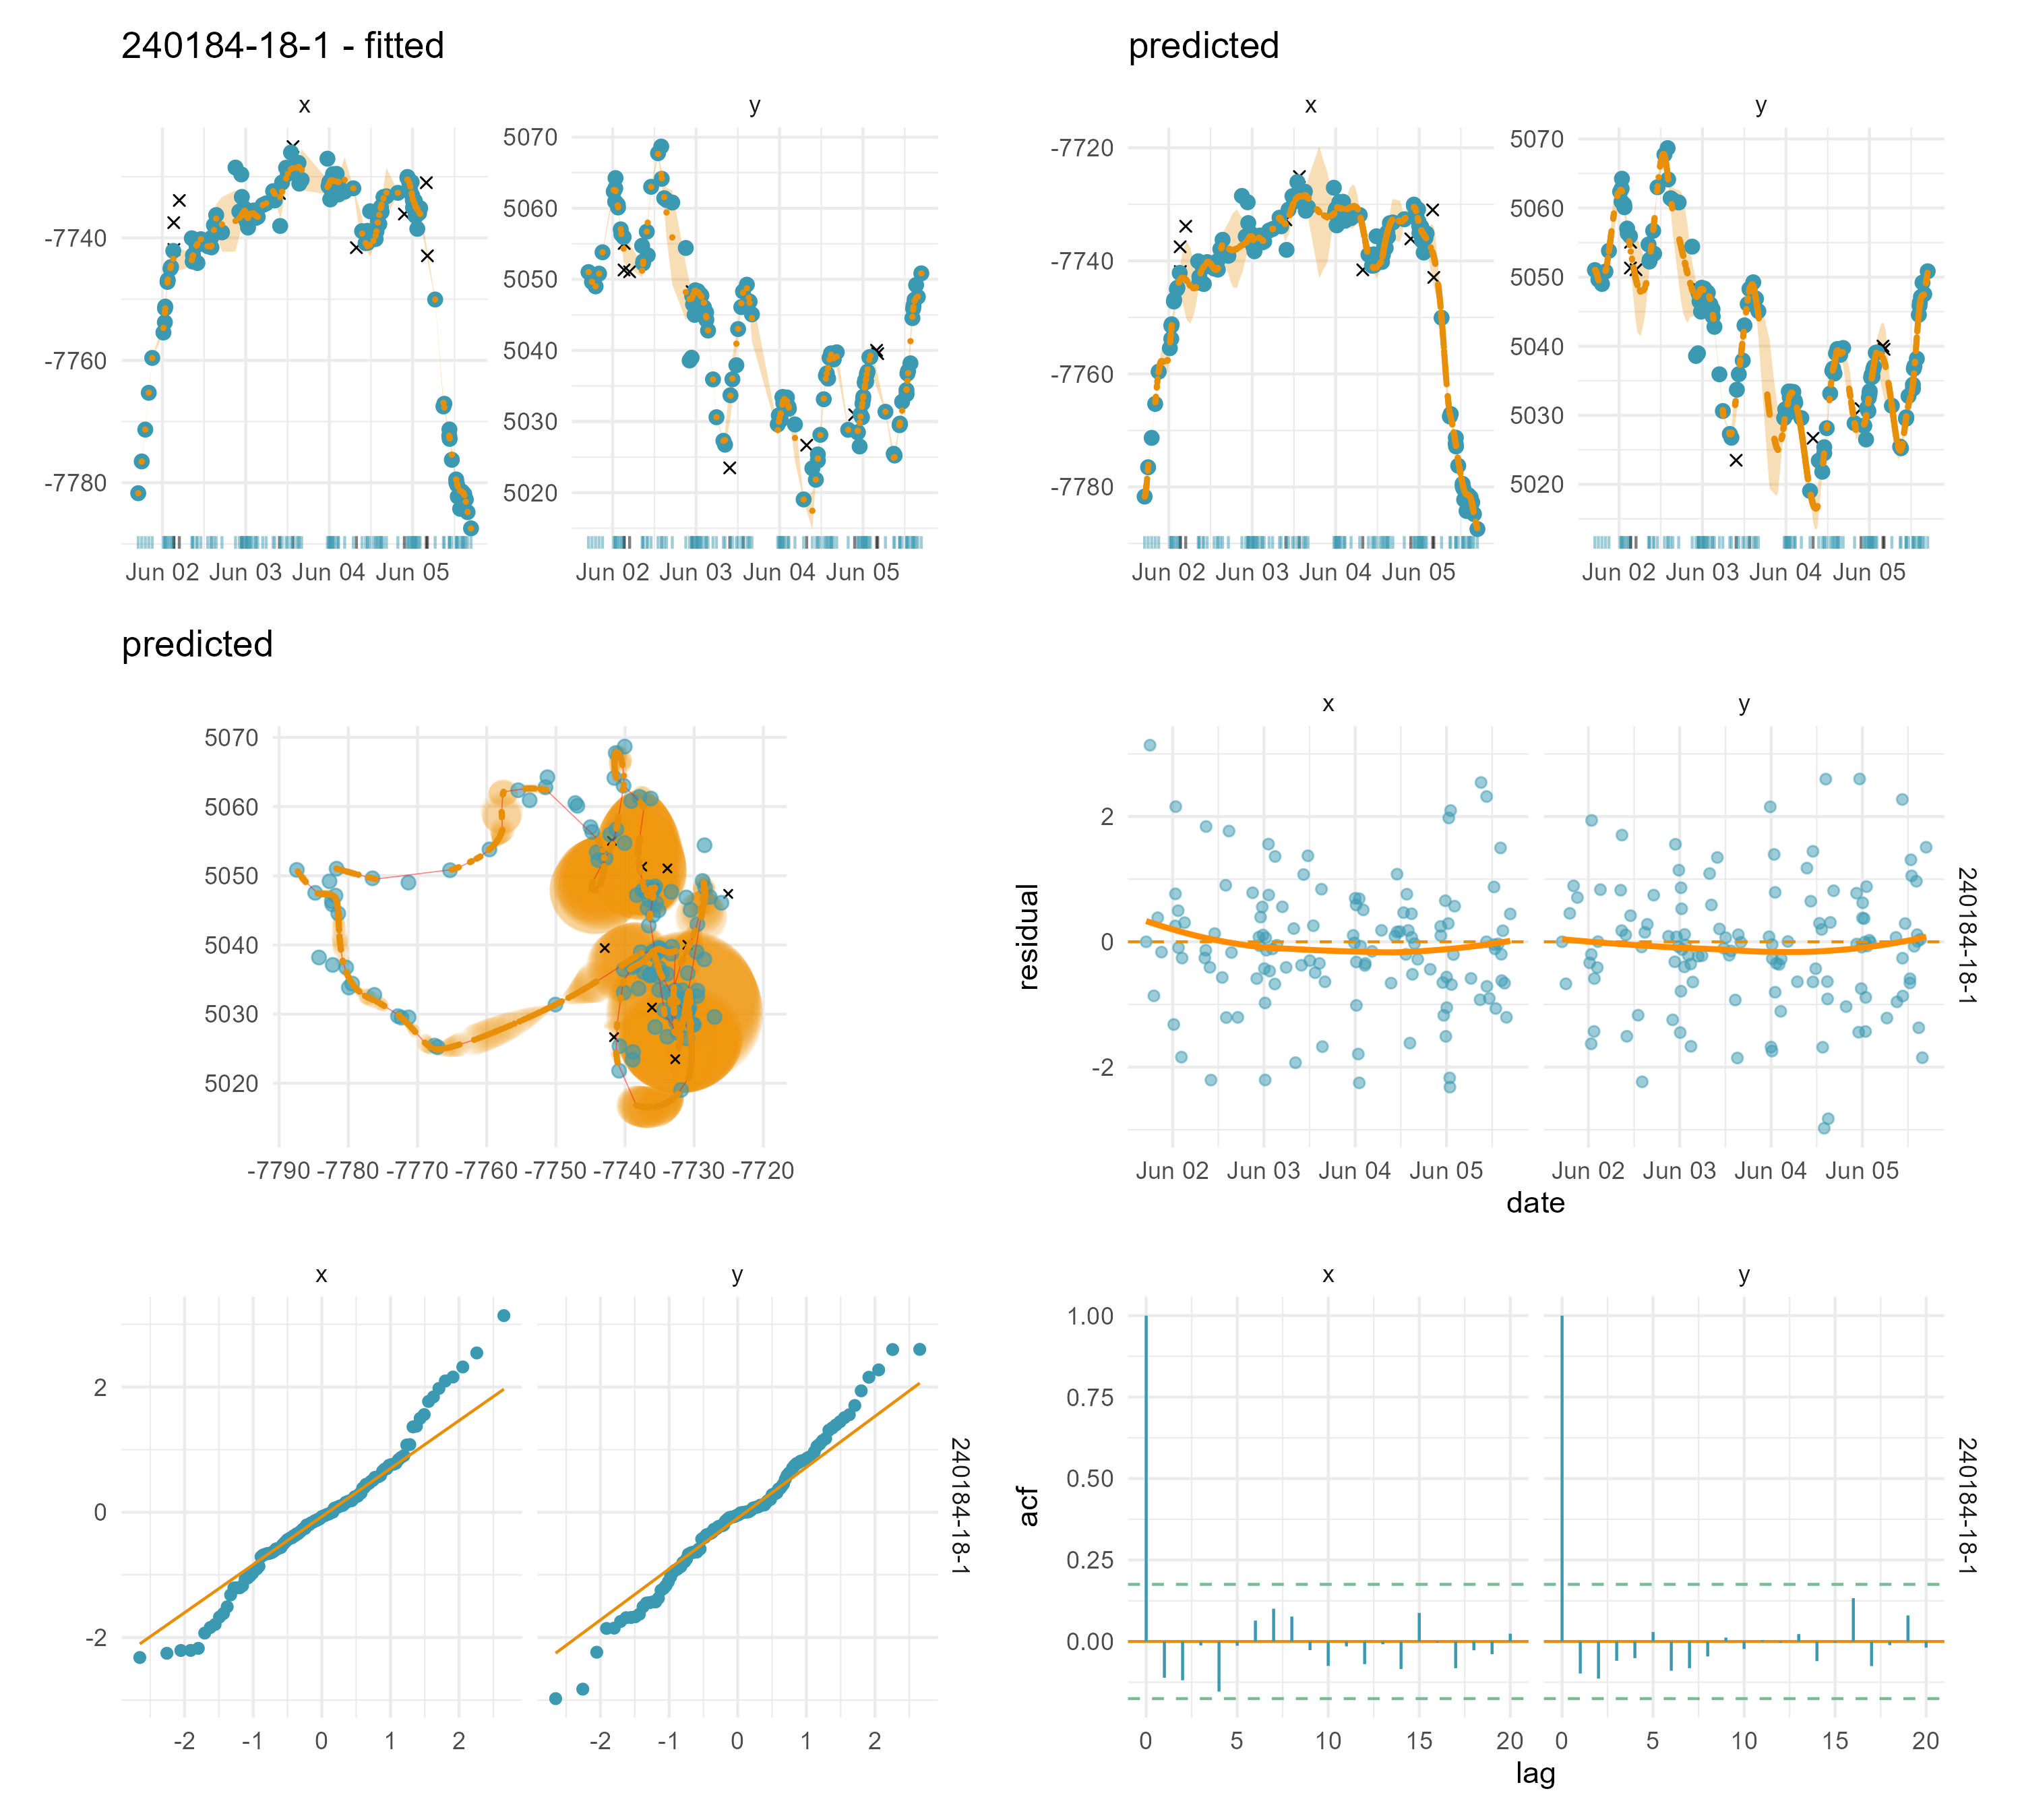 240184-18-1 - fitted
predicted
x
y
x
y
-7740
-7760
-7780
5070
5060
5050
5040
5030
5020
-7720
-7740
-7760
-7780
5070
5060
5050
5040
5030
5020
Jun 02 Jun 03 Jun 04 Jun 05
Jun 02 Jun 03 Jun 04 Jun 05
Jun 02 Jun 03 Jun 04 Jun 05
Jun 02 Jun 03 Jun 04 Jun 05
predicted
5070
5060
5050
5040
5030
5020
-7790 -7780 -7770 -7760 -7750 -7740 -7730 -7720
x
y
residual
2
0
-2
240184-18-1
Jun 02 Jun 03 Jun 04 Jun 05
Jun 02 Jun 03 Jun 04 Jun 05
date
x
y
2
0
-2
240184-18-1
-2 -1 0 1 2
-2 -1 0 1 2
x
y
acf
1.00
0.75
0.50
0.25
0.00
240184-18-1
0 5 10 15 20
0 5 10 15 20
lag